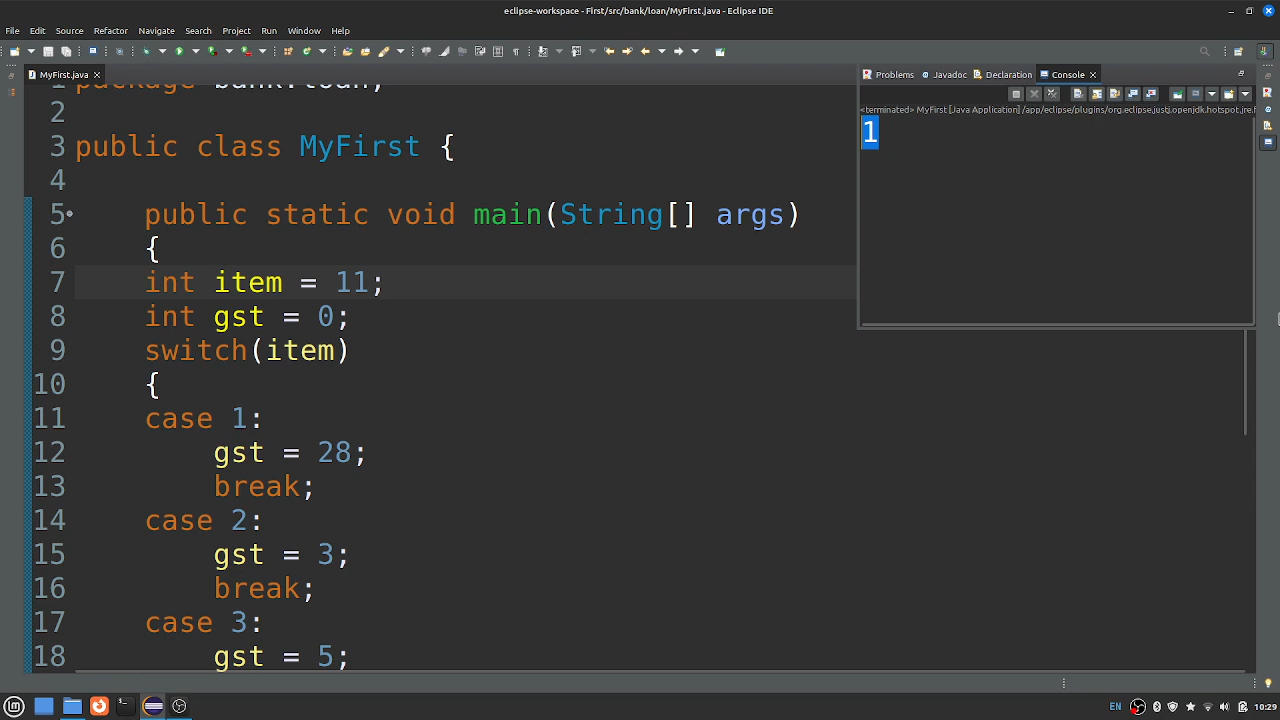 eclipse-workspace - First/src/bank/loan/MyFirst.java - Eclipse IDE
File Edit Source Refactor Navigate Search Project Run Window Help
MyFirst.java
Problems Javadoc Declaration Console
<terminated> MyFirst [Java Application] /app/eclipse/plugins/org.eclipse.justj.openjdk.hotspot.jre.f
1
1 package bank.loan;
2
3 public class MyFirst {
4
5 public static void main(String[] args)
6 {
7 int item = 11;
8 int gst = 0;
9 switch(item)
10 {
11 case 1:
12 gst = 28;
13 break;
14 case 2:
15 gst = 3;
16 break;
17 case 3:
18 gst = 5;
EN 10:29